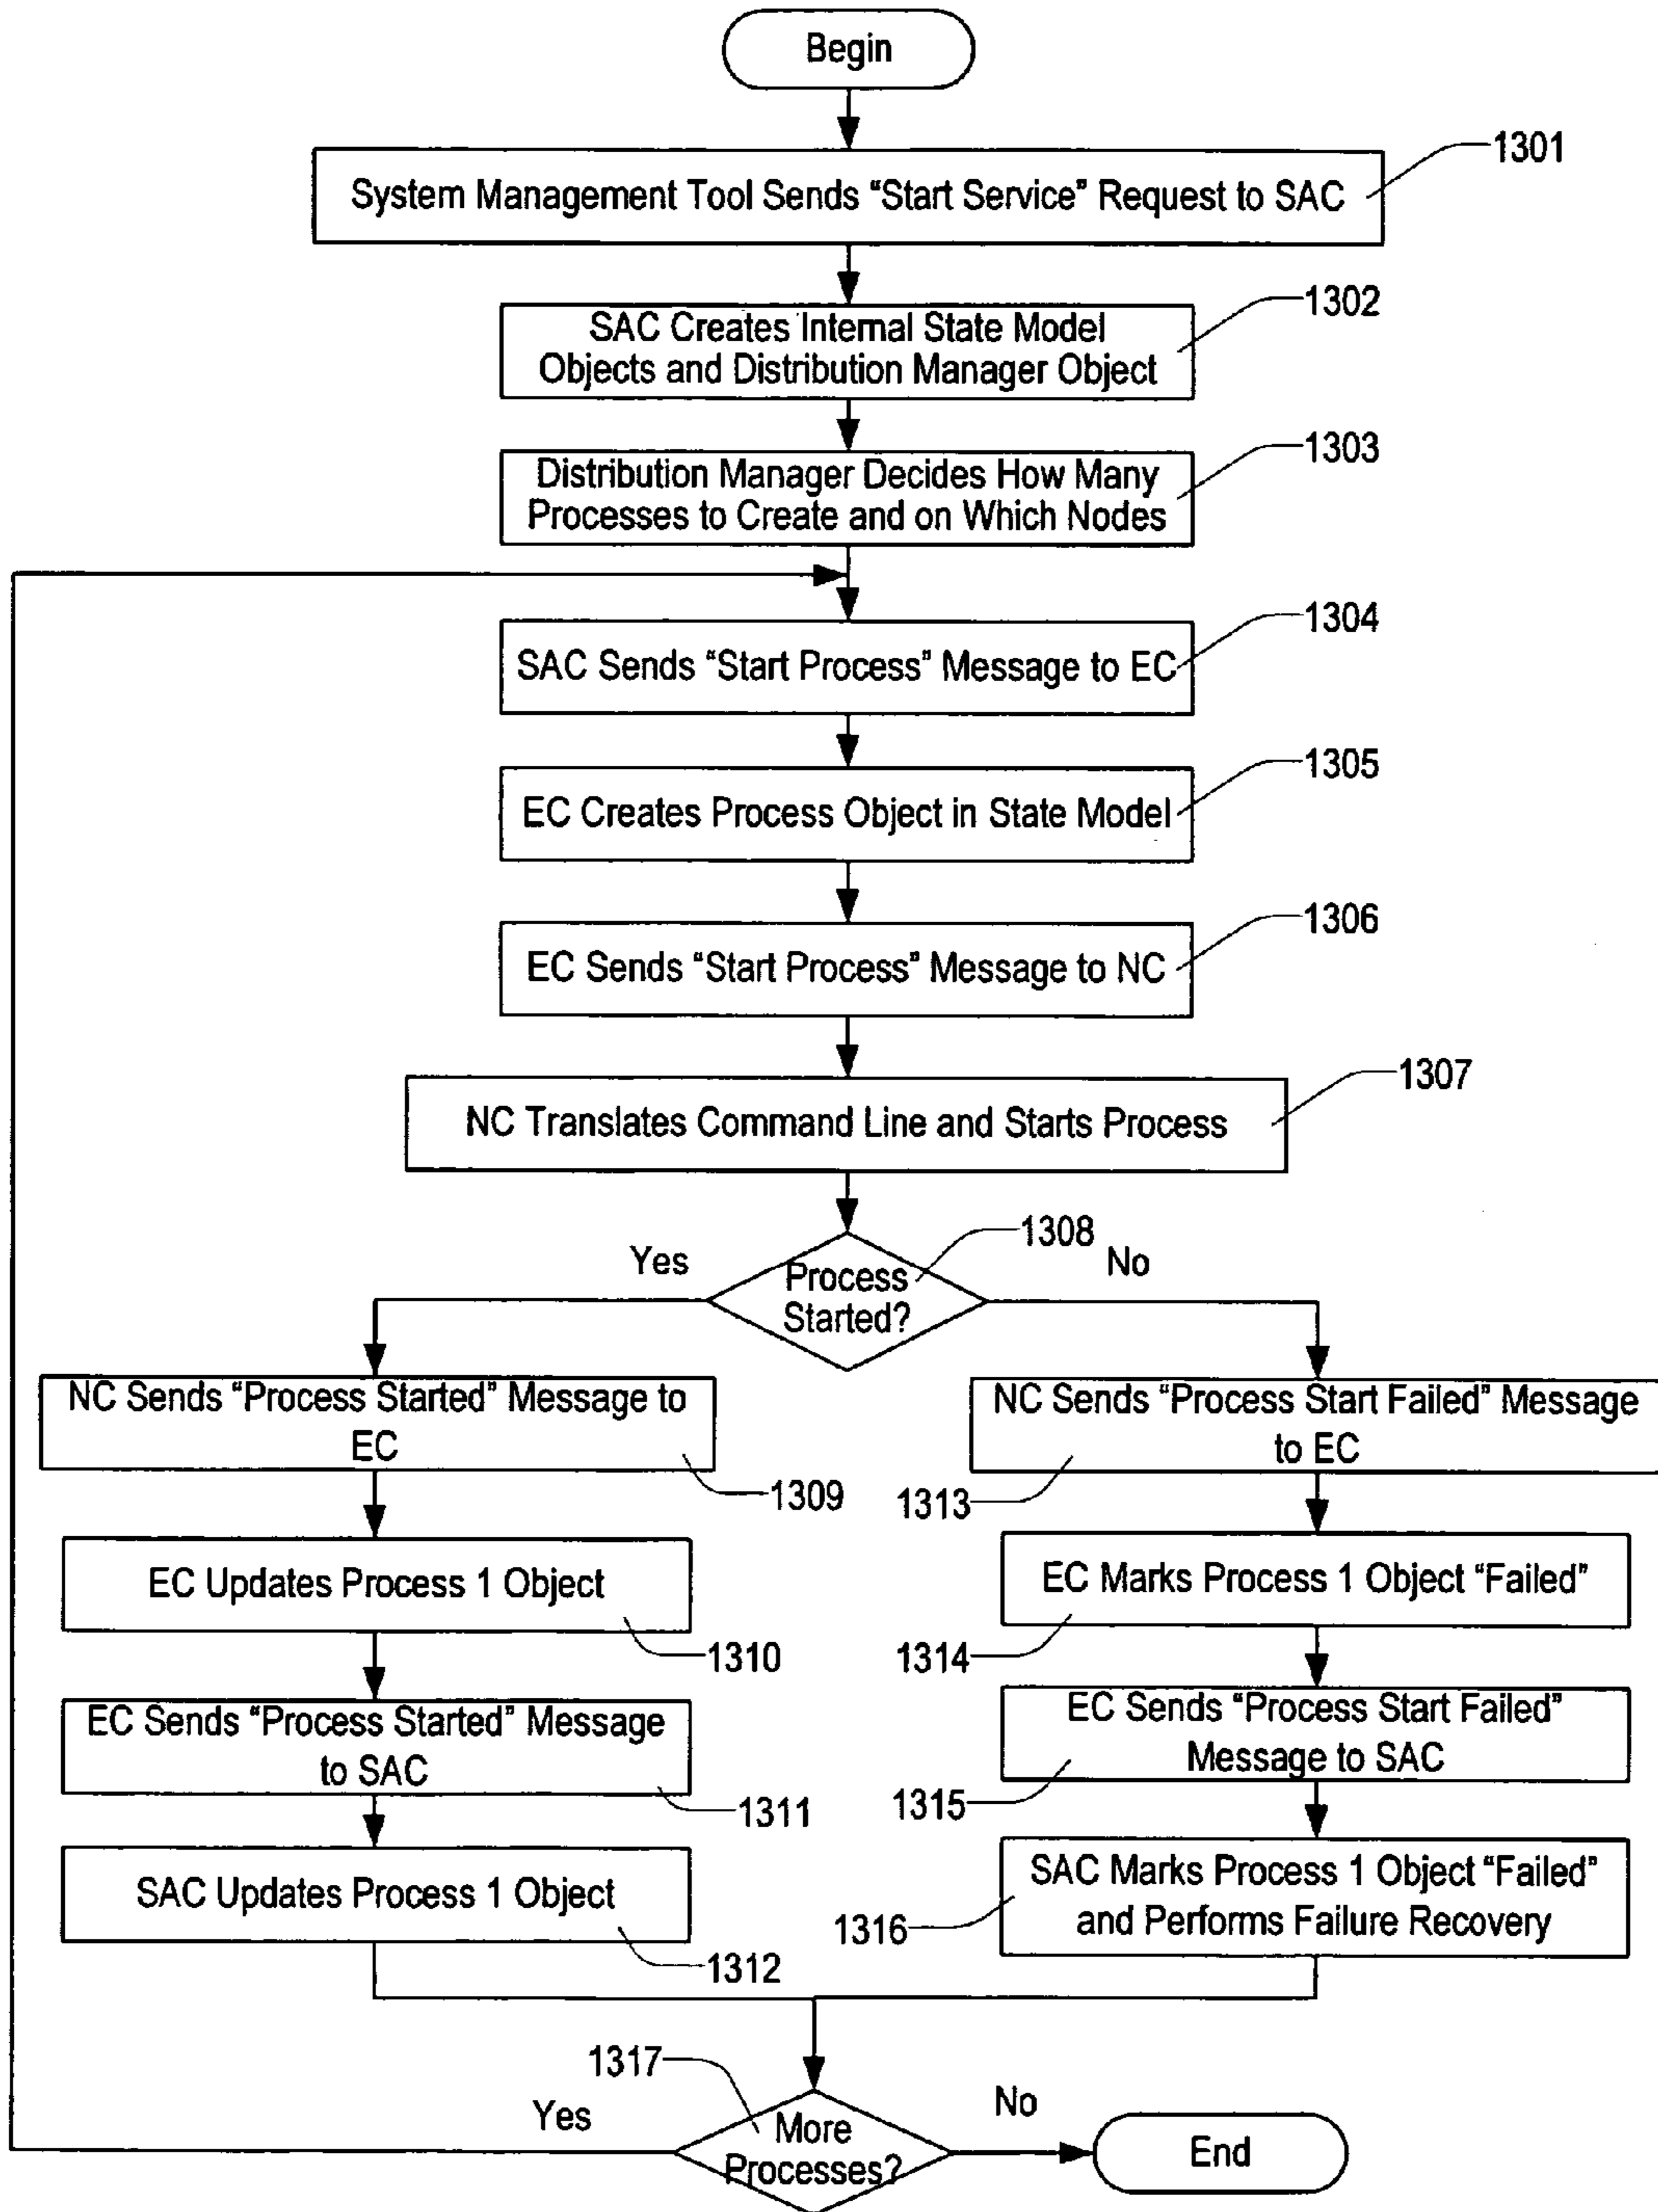 Begin
1301
System Management Tool Sends “Start Service” Request to SAC
1302
SAC Creates Internal State Model
Objects and Distribution Manager Object
1303
Distribution Manager Decides How Many
Processes to Create and on Which Nodes
1304
SAC Sends “Start Process” Message to EC
1305
EC Creates Process Object in State Model
1306
EC Sends “Start Process” Message to NC
1307
NC Translates Command Line and Starts Process
1308
Yes
No
Process
Started?
NC Sends “Process Started” Message to
EC
1309
NC Sends “Process Start Failed” Message
to EC
1313
EC Updates Process 1 Object
1310
EC Marks Process 1 Object “Failed”
1314
EC Sends “Process Started” Message
to SAC
1311
EC Sends “Process Start Failed”
Message to SAC
1315
SAC Updates Process 1 Object
1312
SAC Marks Process 1 Object “Failed”
and Performs Failure Recovery
1316
1317
Yes
No
More
Processes?
End